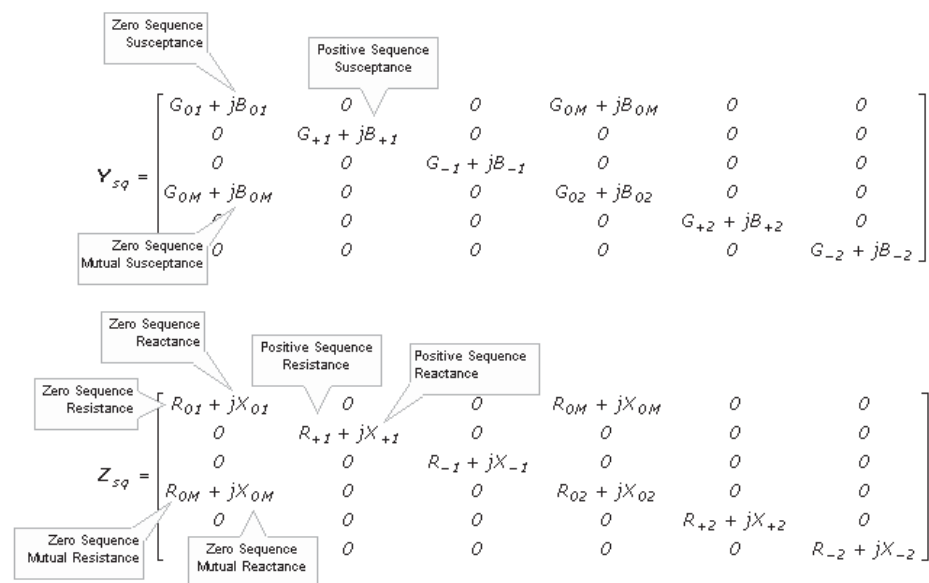 Zero Sequence
Susceptance
Positive Sequence
Susceptance
Y_sq =
G_01 + jB_01 0 0 G_0M + jB_0M 0 0
0 G_+1 + jB_+1 0 0 0 0
0 0 G_-1 + jB_-1 0 0 0
G_0M + jB_0M 0 0 G_02 + jB_02 0 0
0 0 0 0 G_+2 + jB_+2 0
0 0 0 0 0 G_-2 + jB_-2
Zero Sequence
Mutual Susceptance
Zero Sequence
Reactance
Zero Sequence
Resistance
Positive Sequence
Resistance
Positive Sequence
Reactance
Z_sq =
R_01 + jX_01 0 0 R_0M + jX_0M 0 0
0 R_+1 + jX_+1 0 0 0 0
0 0 R_-1 + jX_-1 0 0 0
R_0M + jX_0M 0 0 R_02 + jX_02 0 0
0 0 0 0 R_+2 + jX_+2 0
0 0 0 0 R_-2 + jX_-2
Zero Sequence
Mutual Resistance
Zero Sequence
Mutual Reactance